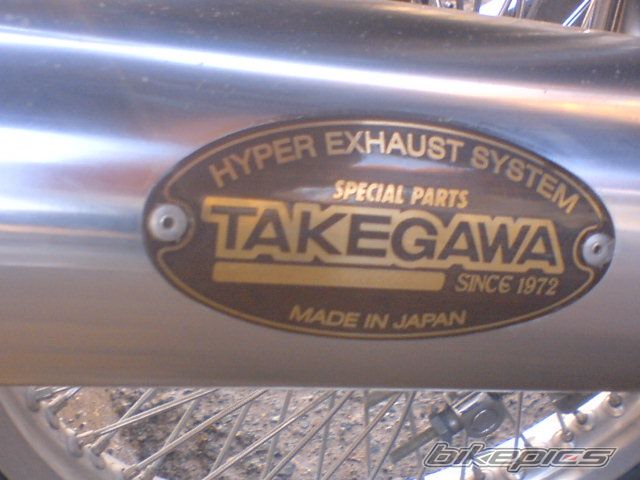 HYPER EXHAUST SYSTEM
SPECIAL PARTS
TAKEGAWA
SINCE 1972
MADE IN JAPAN
bikepics